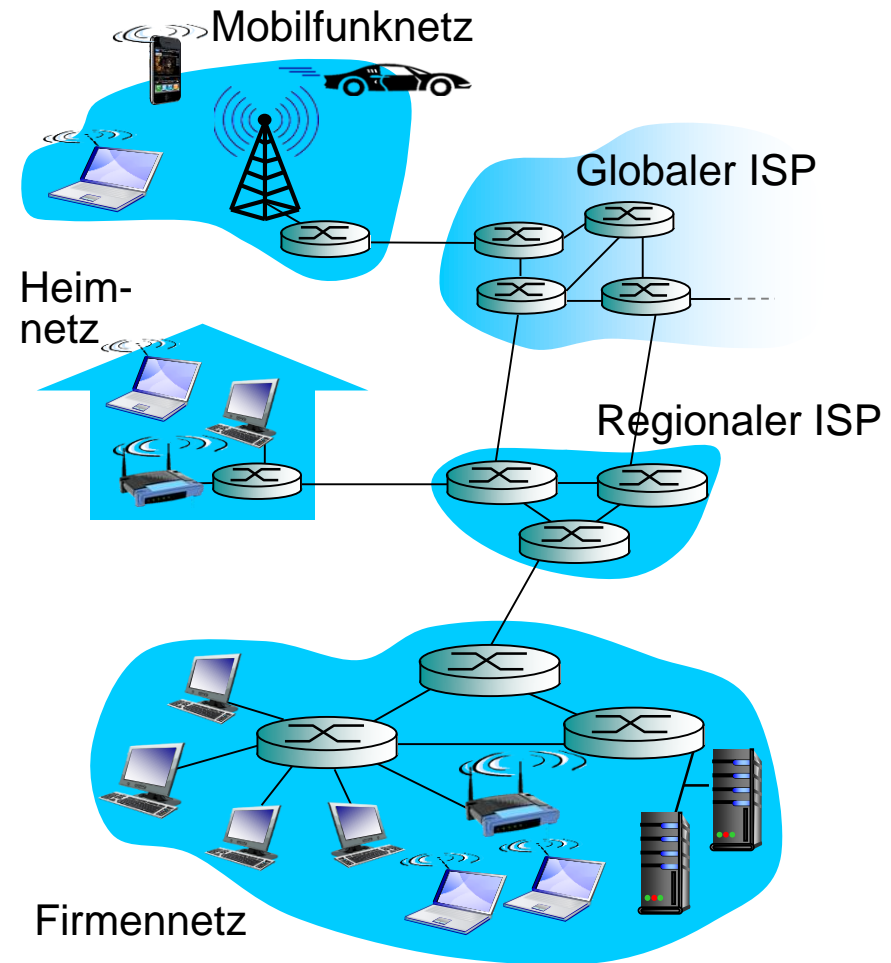 Mobilfunknetz
Globaler ISP
Heim-
netz
Regionaler ISP
Firmennetz